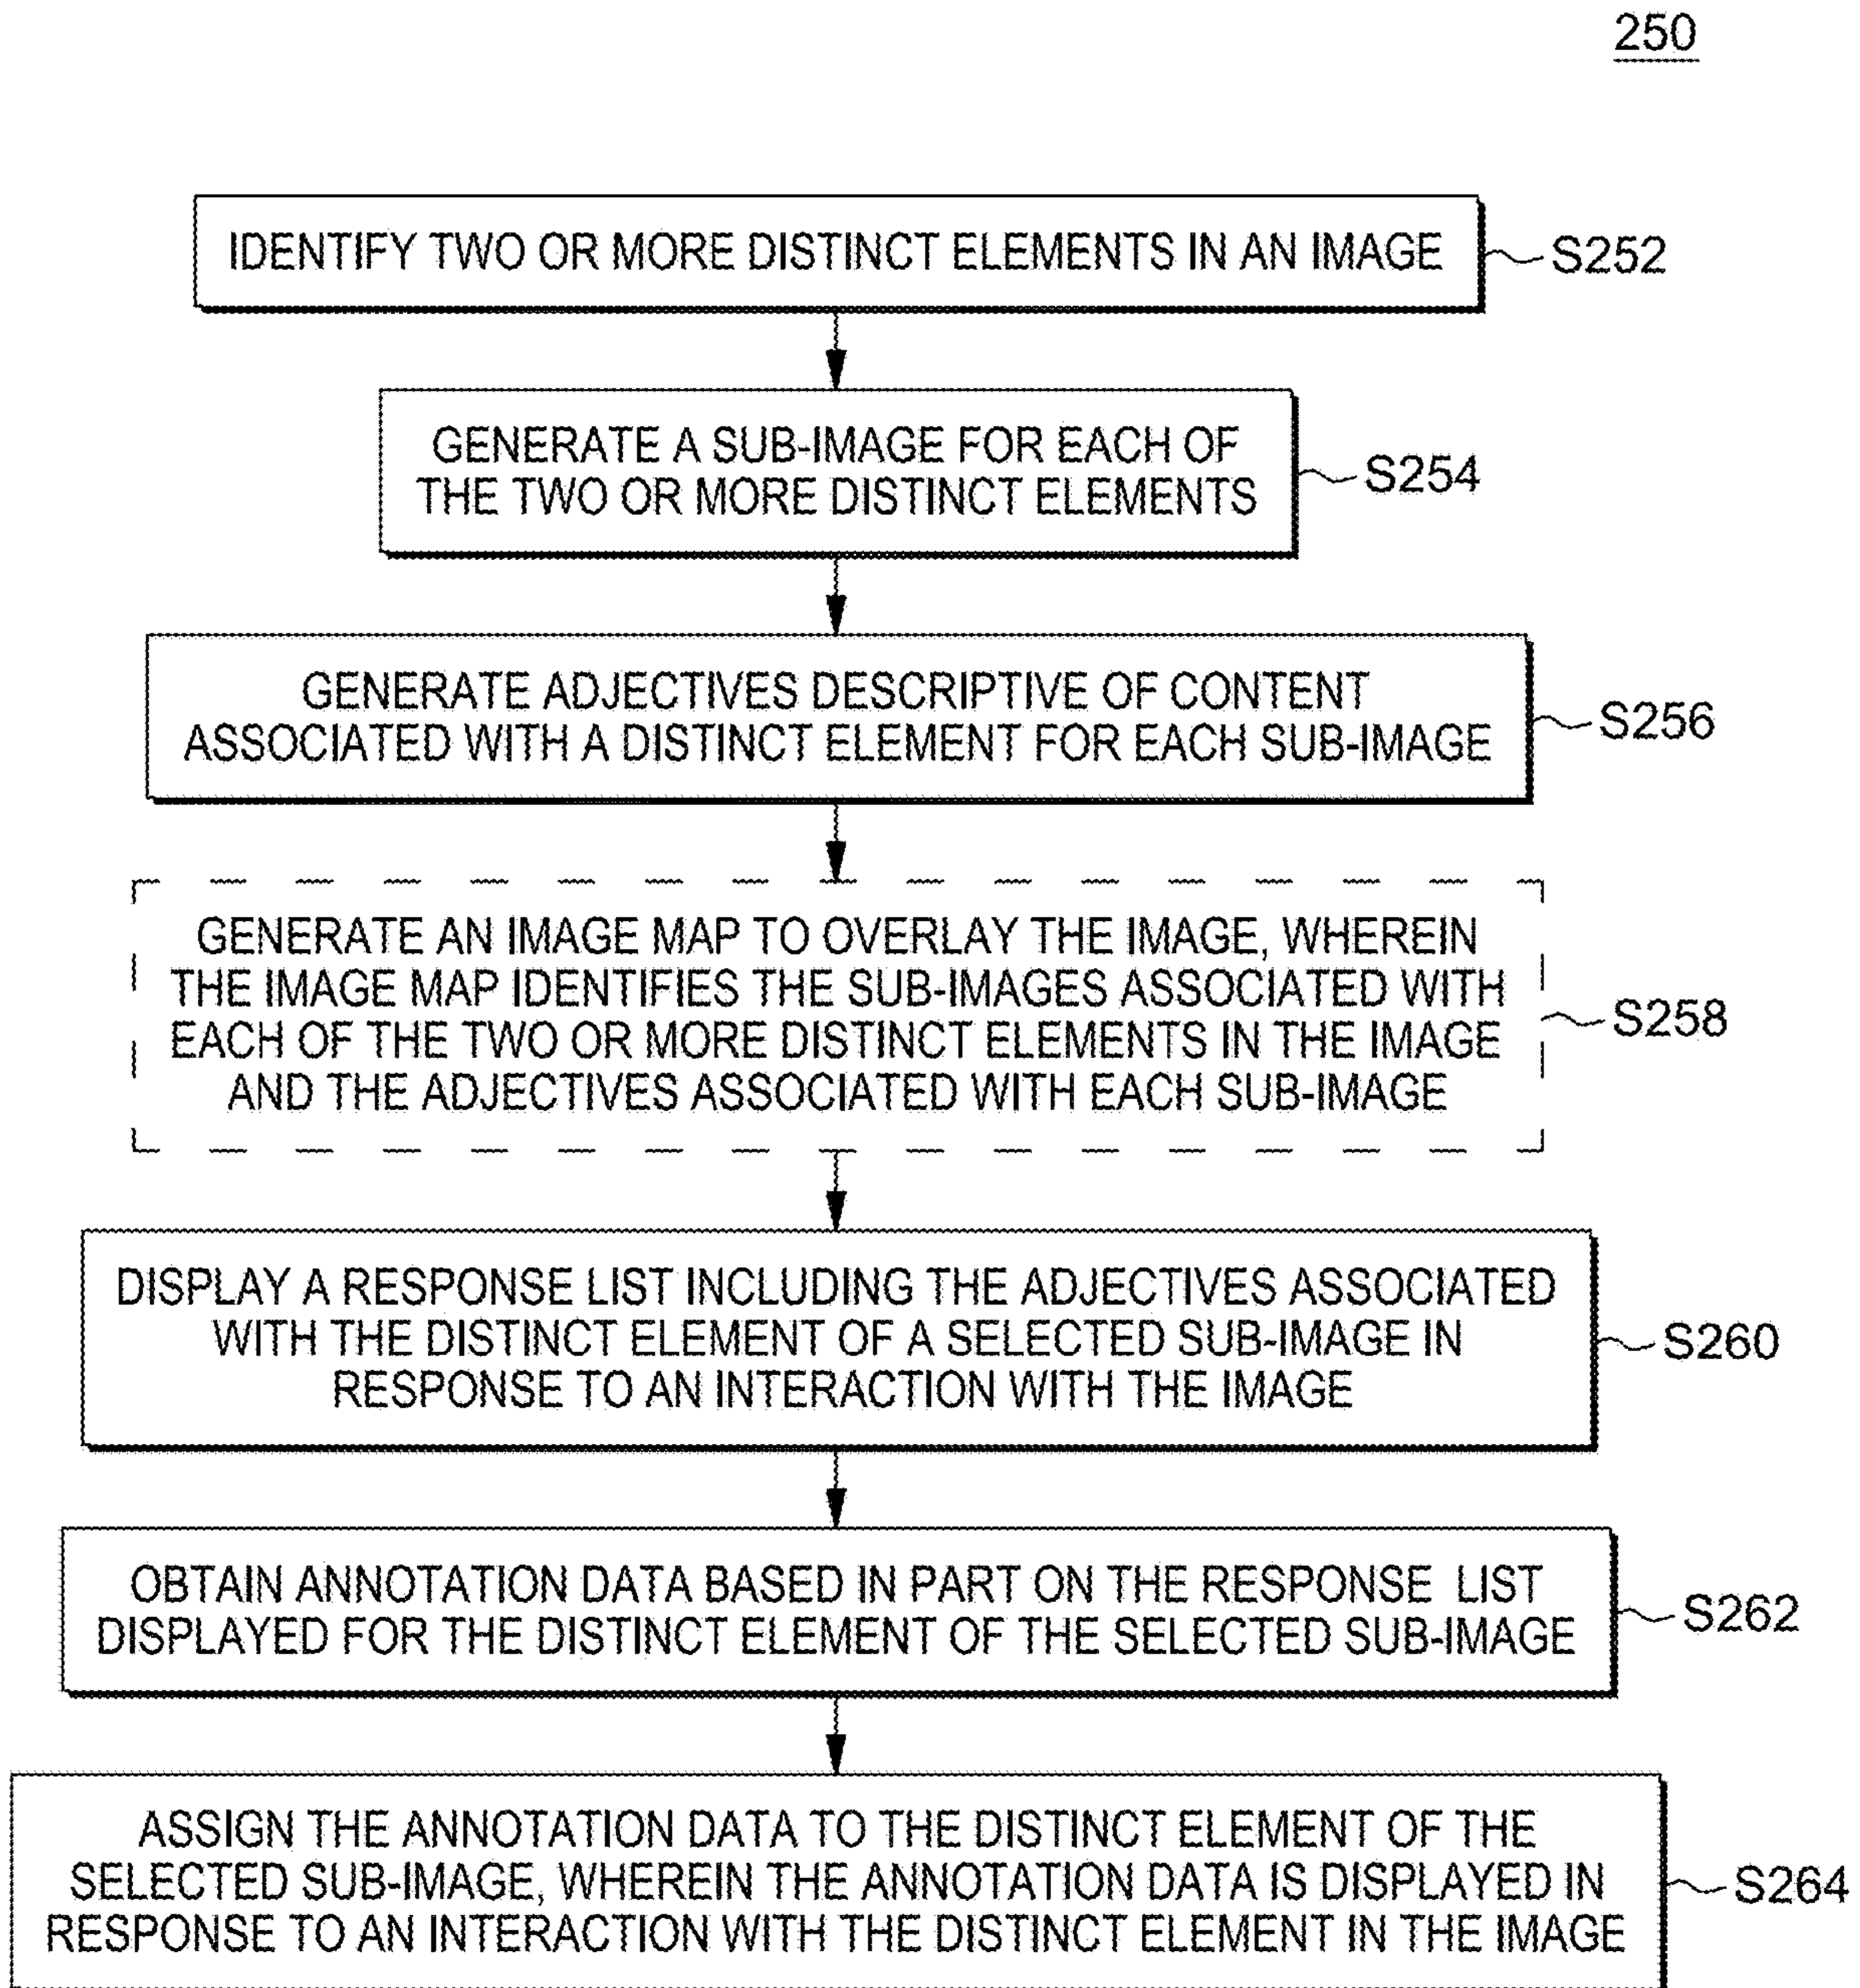 250
IDENTIFY TWO OR MORE DISTINCT ELEMENTS IN AN IMAGE
S252
GENERATE A SUB-IMAGE FOR EACH OF
THE TWO OR MORE DISTINCT ELEMENTS
S254
GENERATE ADJECTIVES DESCRIPTIVE OF CONTENT
ASSOCIATED WITH A DISTINCT ELEMENT FOR EACH SUB-IMAGE
S256
GENERATE AN IMAGE MAP TO OVERLAY THE IMAGE, WHEREIN
THE IMAGE MAP IDENTIFIES THE SUB-IMAGES ASSOCIATED WITH
EACH OF THE TWO OR MORE DISTINCT ELEMENTS IN THE IMAGE
AND THE ADJECTIVES ASSOCIATED WITH EACH SUB-IMAGE
S258
DISPLAY A RESPONSE LIST INCLUDING THE ADJECTIVES ASSOCIATED
WITH THE DISTINCT ELEMENT OF A SELECTED SUB-IMAGE IN
RESPONSE TO AN INTERACTION WITH THE IMAGE
S260
OBTAIN ANNOTATION DATA BASED IN PART ON THE RESPONSE LIST
DISPLAYED FOR THE DISTINCT ELEMENT OF THE SELECTED SUB-IMAGE
S262
ASSIGN THE ANNOTATION DATA TO THE DISTINCT ELEMENT OF THE
SELECTED SUB-IMAGE, WHEREIN THE ANNOTATION DATA IS DISPLAYED IN
RESPONSE TO AN INTERACTION WITH THE DISTINCT ELEMENT IN THE IMAGE
S264